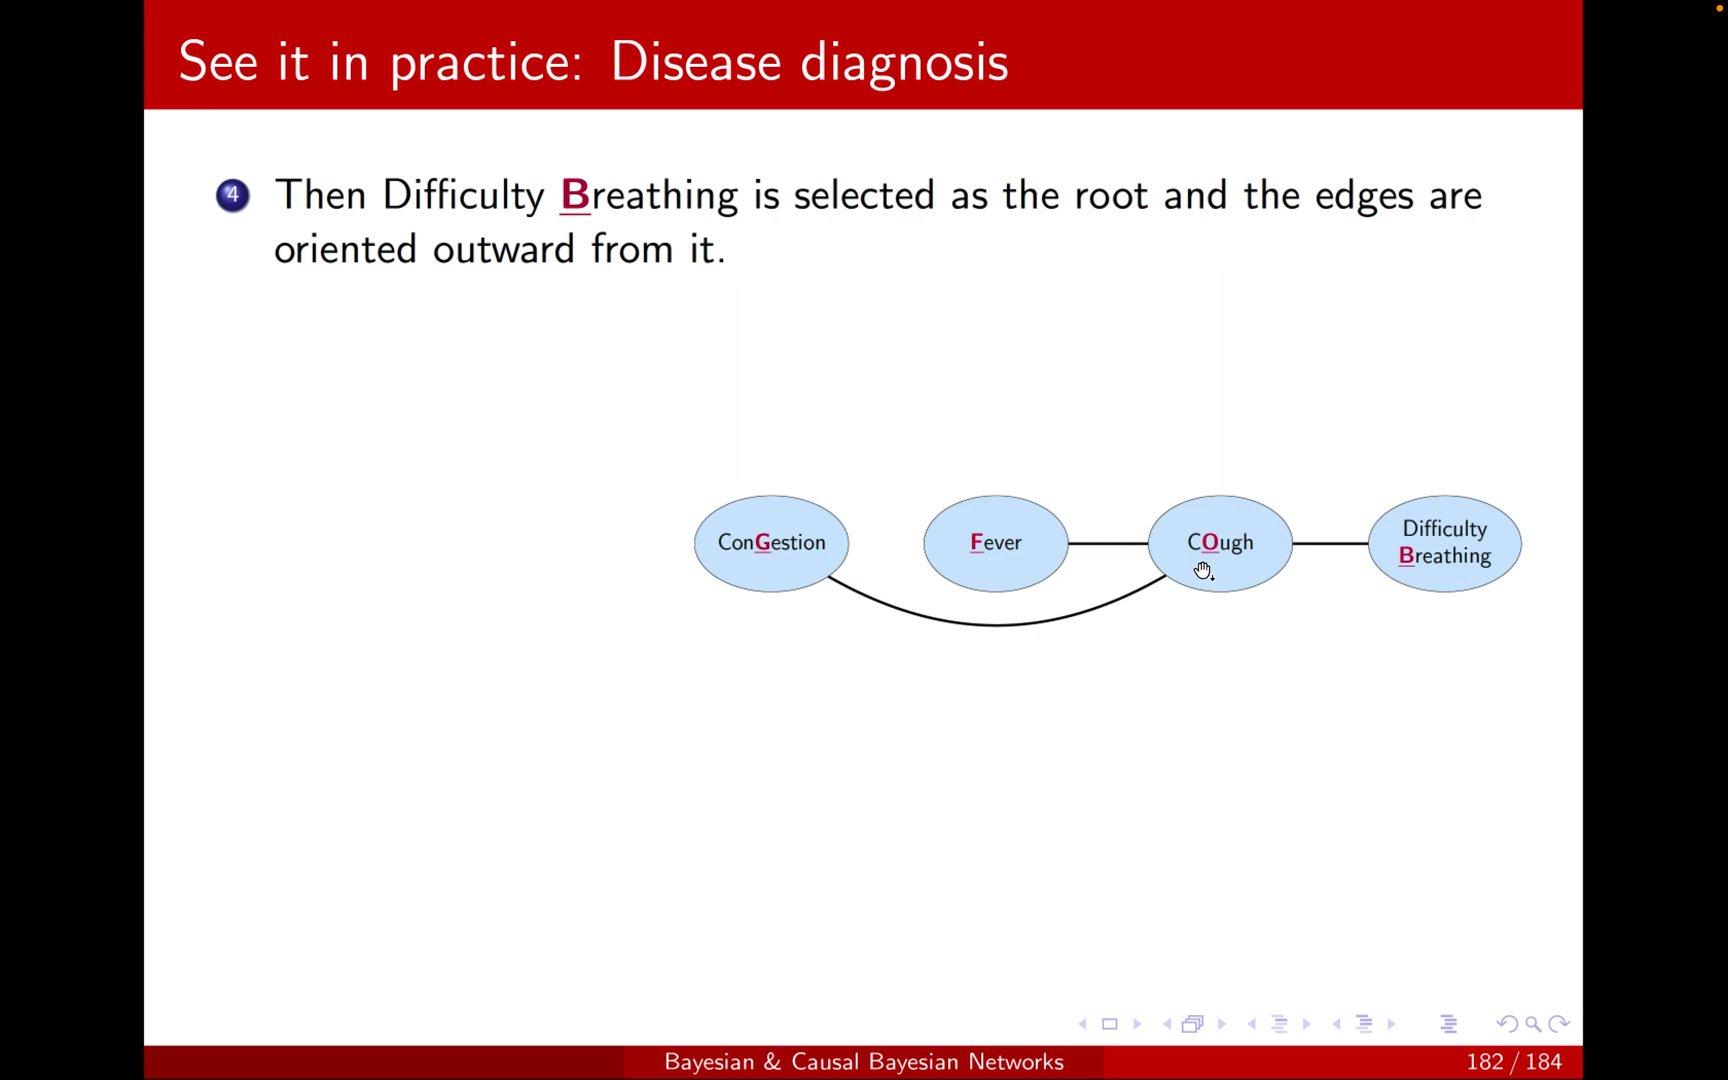 See it in practice: Disease diagnosis
4 Then Difficulty Breathing is selected as the root and the edges are
oriented outward from it.
ConGestion
Fever
COugh
Difficulty
Breathing
Bayesian & Causal Bayesian Networks
182 / 184